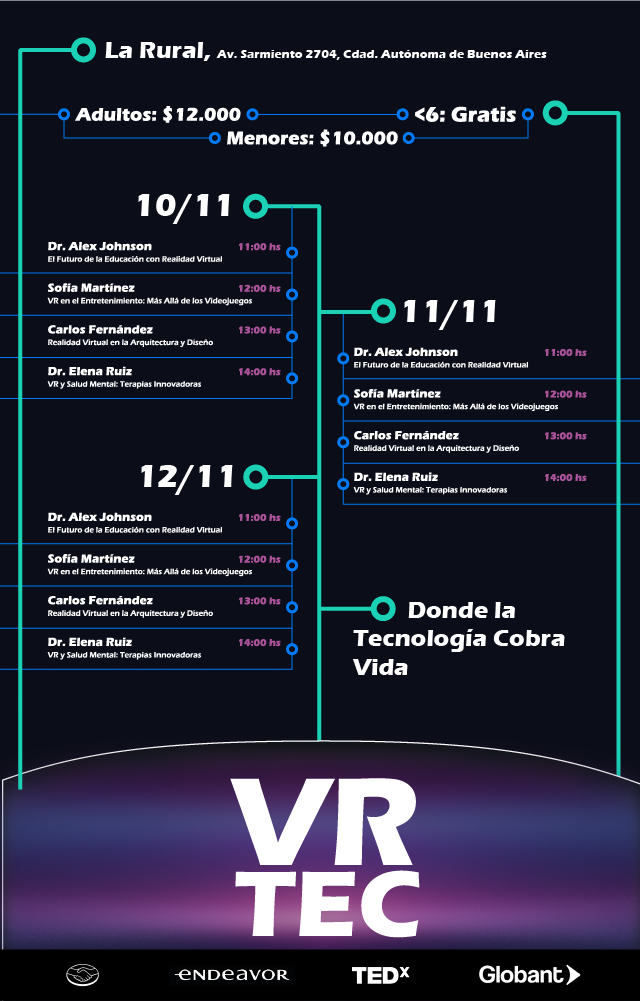 La Rural, Av. Sarmiento 2704, Cdad. Autónoma de Buenos Aires
Adultos: $12.000
<6: Gratis
Menores: $10.000
10/11
Dr. Alex Johnson 11:00 hs
El Futuro de la Educación con Realidad Virtual
Sofía Martínez 12:00 hs
VR en el Entretenimiento: Más Allá de los Videojuegos
Carlos Fernández 13:00 hs
Realidad Virtual en la Arquitectura y Diseño
Dr. Elena Ruiz 14:00 hs
VR y Salud Mental: Terapias Innovadoras
11/11
Dr. Alex Johnson 11:00 hs
El Futuro de la Educación con Realidad Virtual
Sofía Martínez 12:00 hs
VR en el Entretenimiento: Más Allá de los Videojuegos
Carlos Fernández 13:00 hs
Realidad Virtual en la Arquitectura y Diseño
Dr. Elena Ruiz 14:00 hs
VR y Salud Mental: Terapias Innovadoras
12/11
Dr. Alex Johnson 11:00 hs
El Futuro de la Educación con Realidad Virtual
Sofía Martínez 12:00 hs
VR en el Entretenimiento: Más Allá de los Videojuegos
Carlos Fernández 13:00 hs
Realidad Virtual en la Arquitectura y Diseño
Dr. Elena Ruiz 14:00 hs
VR y Salud Mental: Terapias Innovadoras
Donde la
Tecnología Cobra
Vida
VR
TEC
ENDEAVOR TEDx Globant